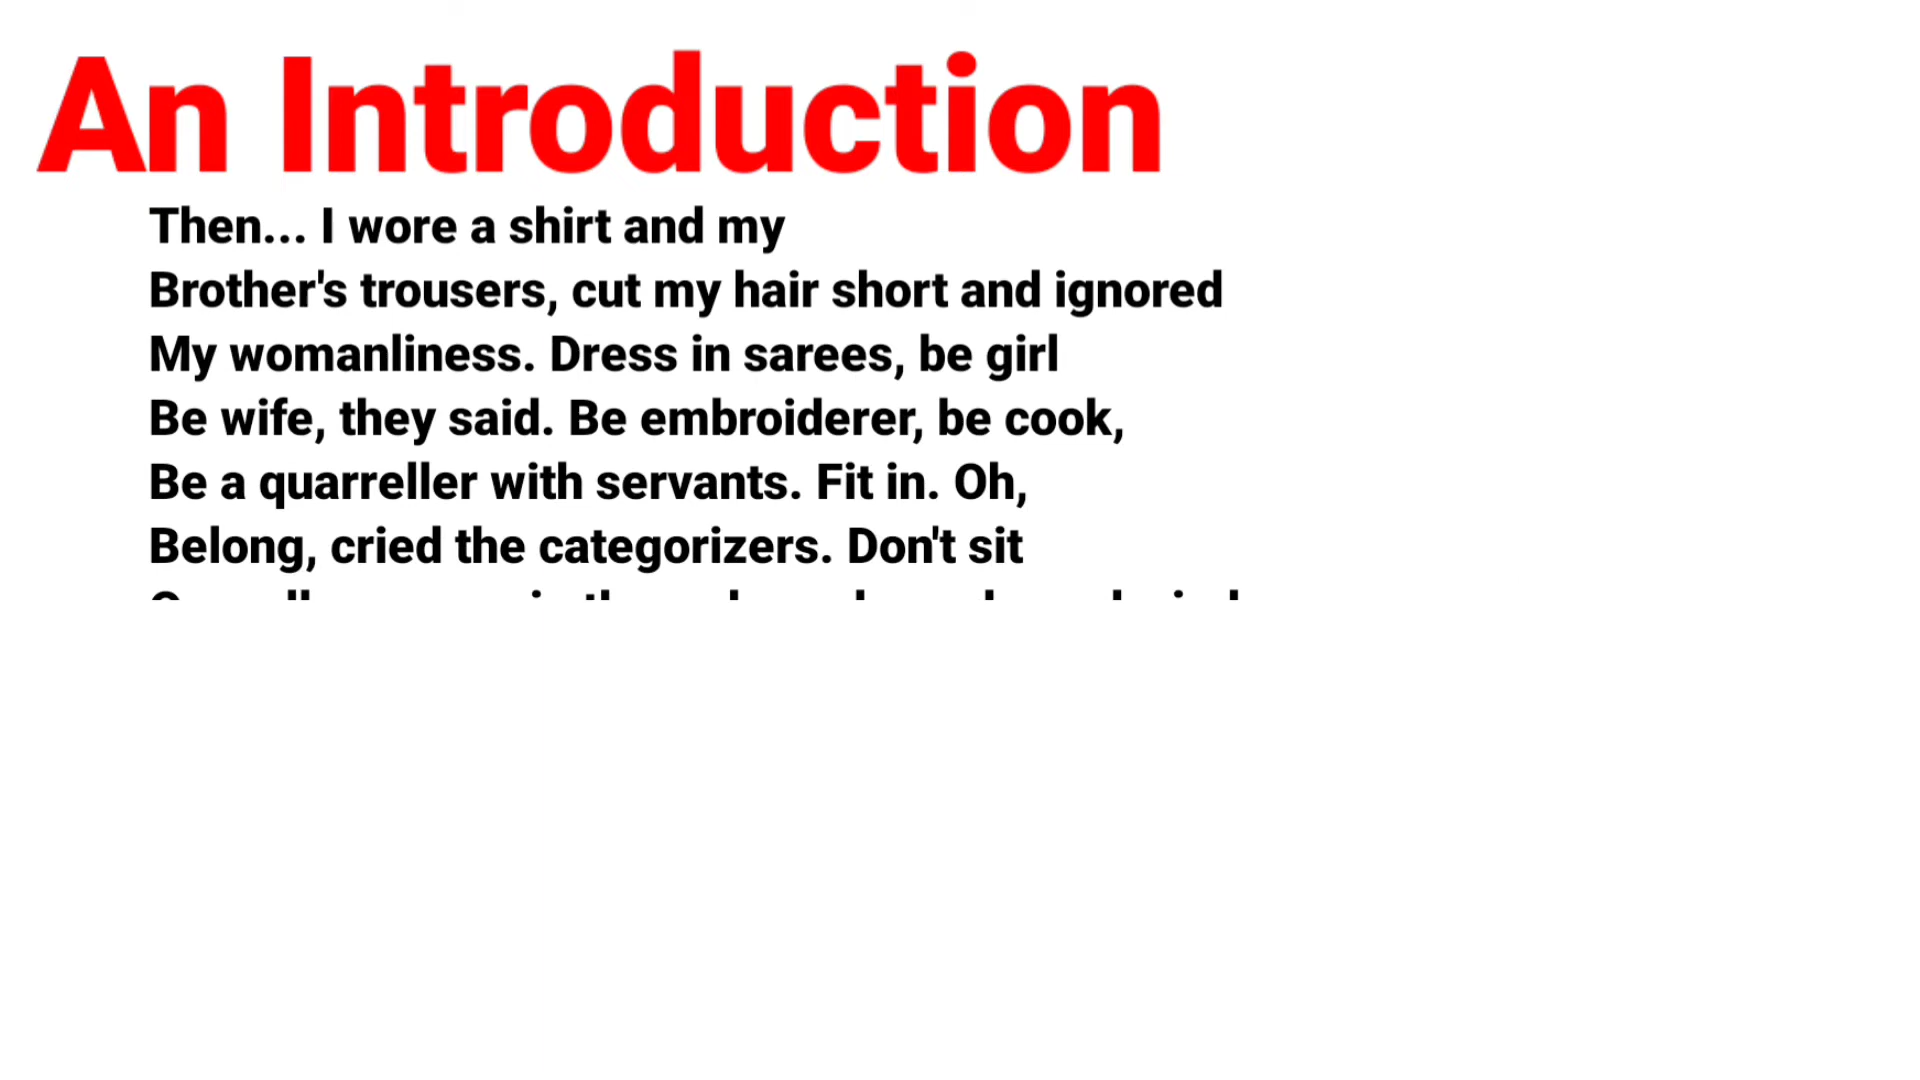 An Introduction
Then... I wore a shirt and my
Brother's trousers, cut my hair short and ignored
My womanliness. Dress in sarees, be girl
Be wife, they said. Be embroiderer, be cook,
Be a quarreller with servants. Fit in. Oh,
Belong, cried the categorizers. Don't sit